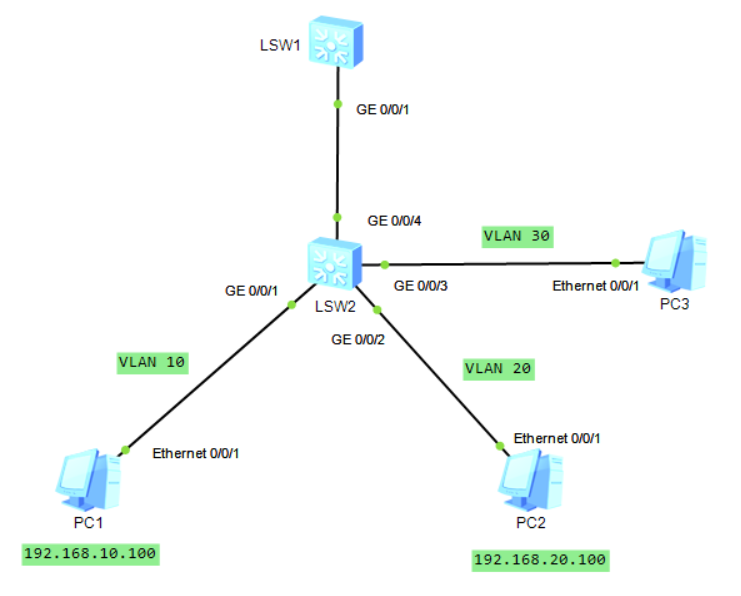 LSW1
GE 0/0/1
GE 0/0/4
VLAN 30
GE 0/0/1
LSW2
GE 0/0/3
Ethernet 0/0/1
PC3
GE 0/0/2
VLAN 10
VLAN 20
Ethernet 0/0/1
Ethernet 0/0/1
PC1
PC2
192.168.10.100
192.168.20.100